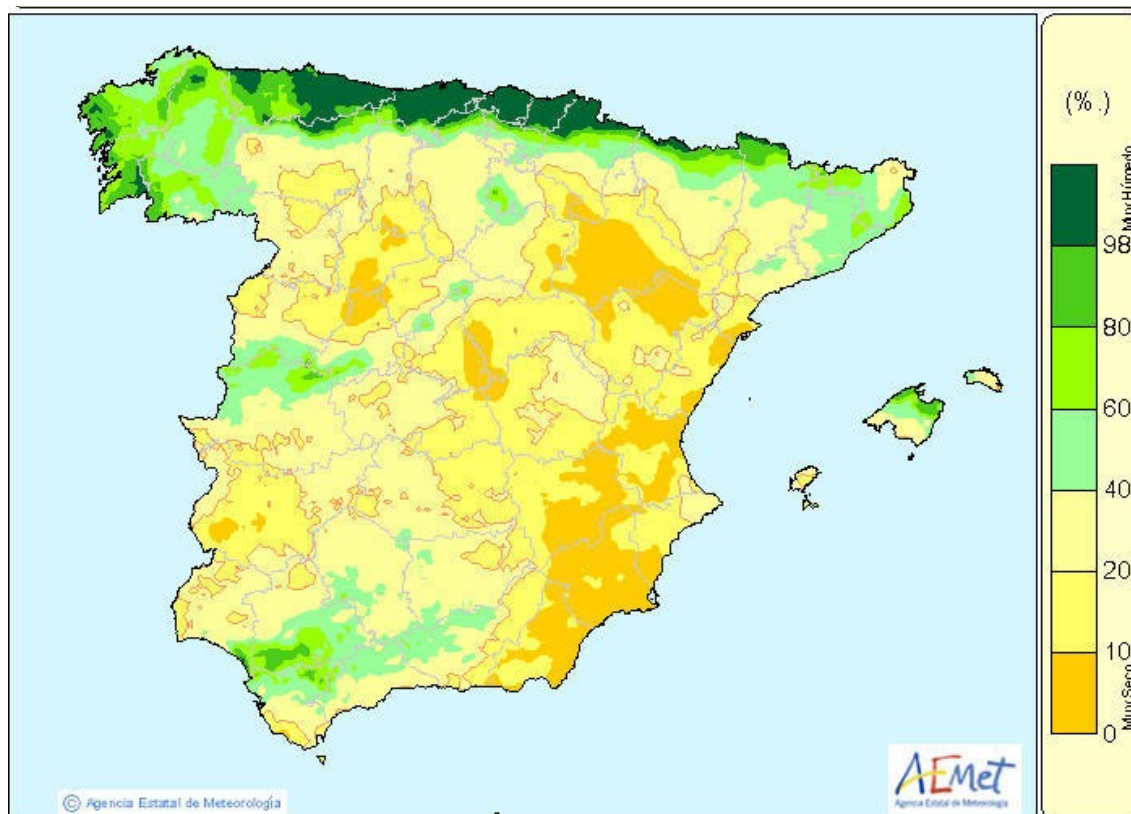 (% .)
Muy Húmedo
98
80
60
40
20
10
0
Muy Seco
© Agencia Estatal de Meteorología
AEmet
Agencia Estatal de Meteorología